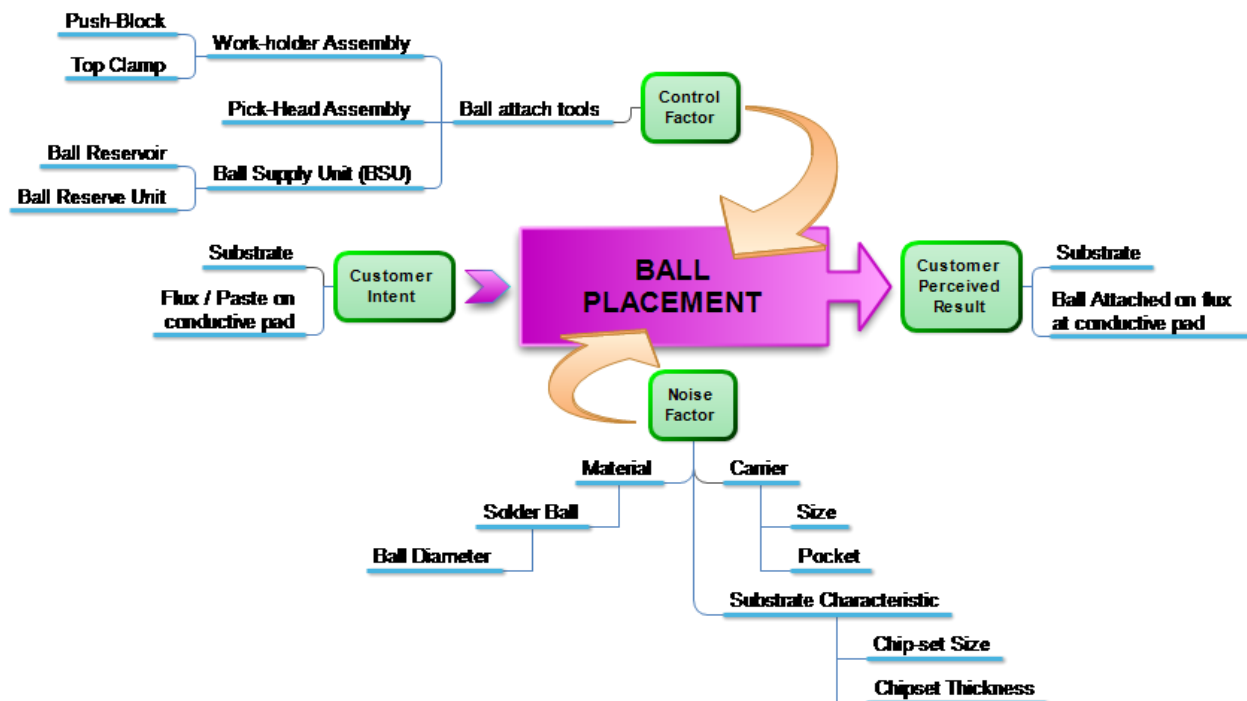 Push-Block
Work-holder Assembly
Top Clamp
Pick-Head Assembly
Ball attach tools
Control
Factor
Ball Reservoir
Ball Supply Unit (BSU)
Ball Reserve Unit
Substrate
Customer
Intent
Flux / Paste on
conductive pad
BALL
PLACEMENT
Customer
Perceived
Result
Substrate
Ball Attached on flux
at conductive pad
Noise
Factor
Material
Carrier
Solder Ball
Size
Ball Diameter
Pocket
Substrate Characteristic
Chip-set Size
Chipset Thickness